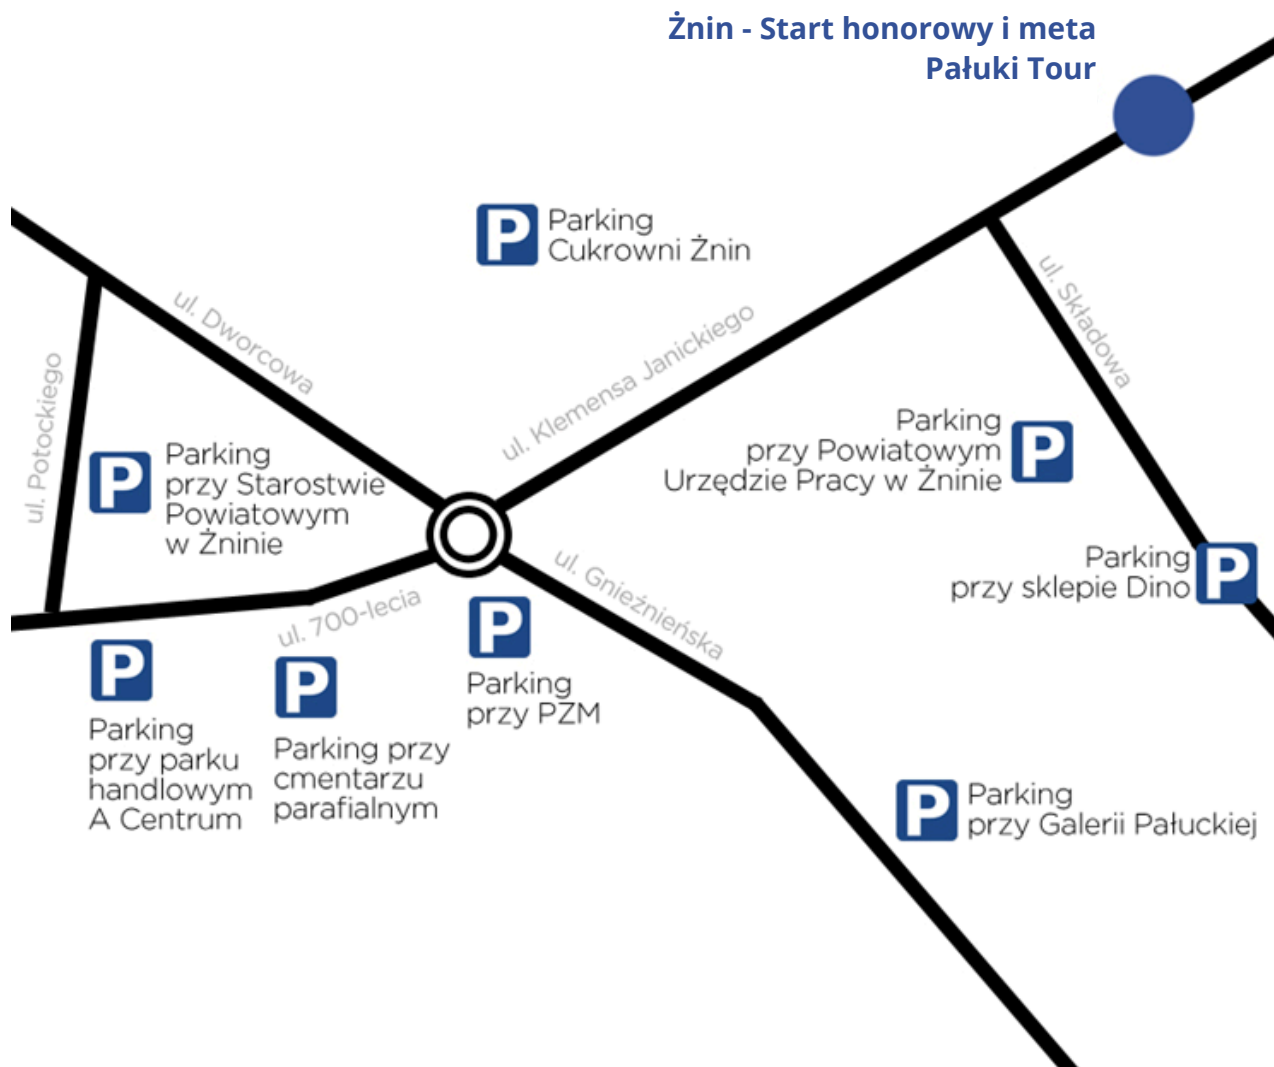 Żnin - Start honorowy i meta
Pałuki Tour
P
Parking
Cukrowni Żnin
ul. Dworcowa
ul. Klemensa Janickiego
ul. Składowa
ul. Potockiego
P
Parking
przy Starostwie
Powiatowym
w Żninie
Parking
przy Powiatowym
Urzędzie Pracy w Żninie
P
Parking
przy sklepie Dino
P
ul. Gnieźnieńska
ul. 700-lecia
P
Parking
przy parku
handlowym
A Centrum
P
Parking przy
cmentarzu
parafialnym
P
Parking
przy PZM
P
Parking
przy Galerii Pałuckiej